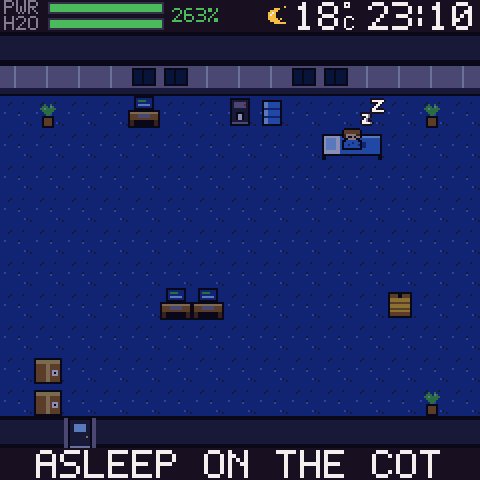 PWR
H2O
263%
18°C 23:10
z Z
ASLEEP ON THE COT